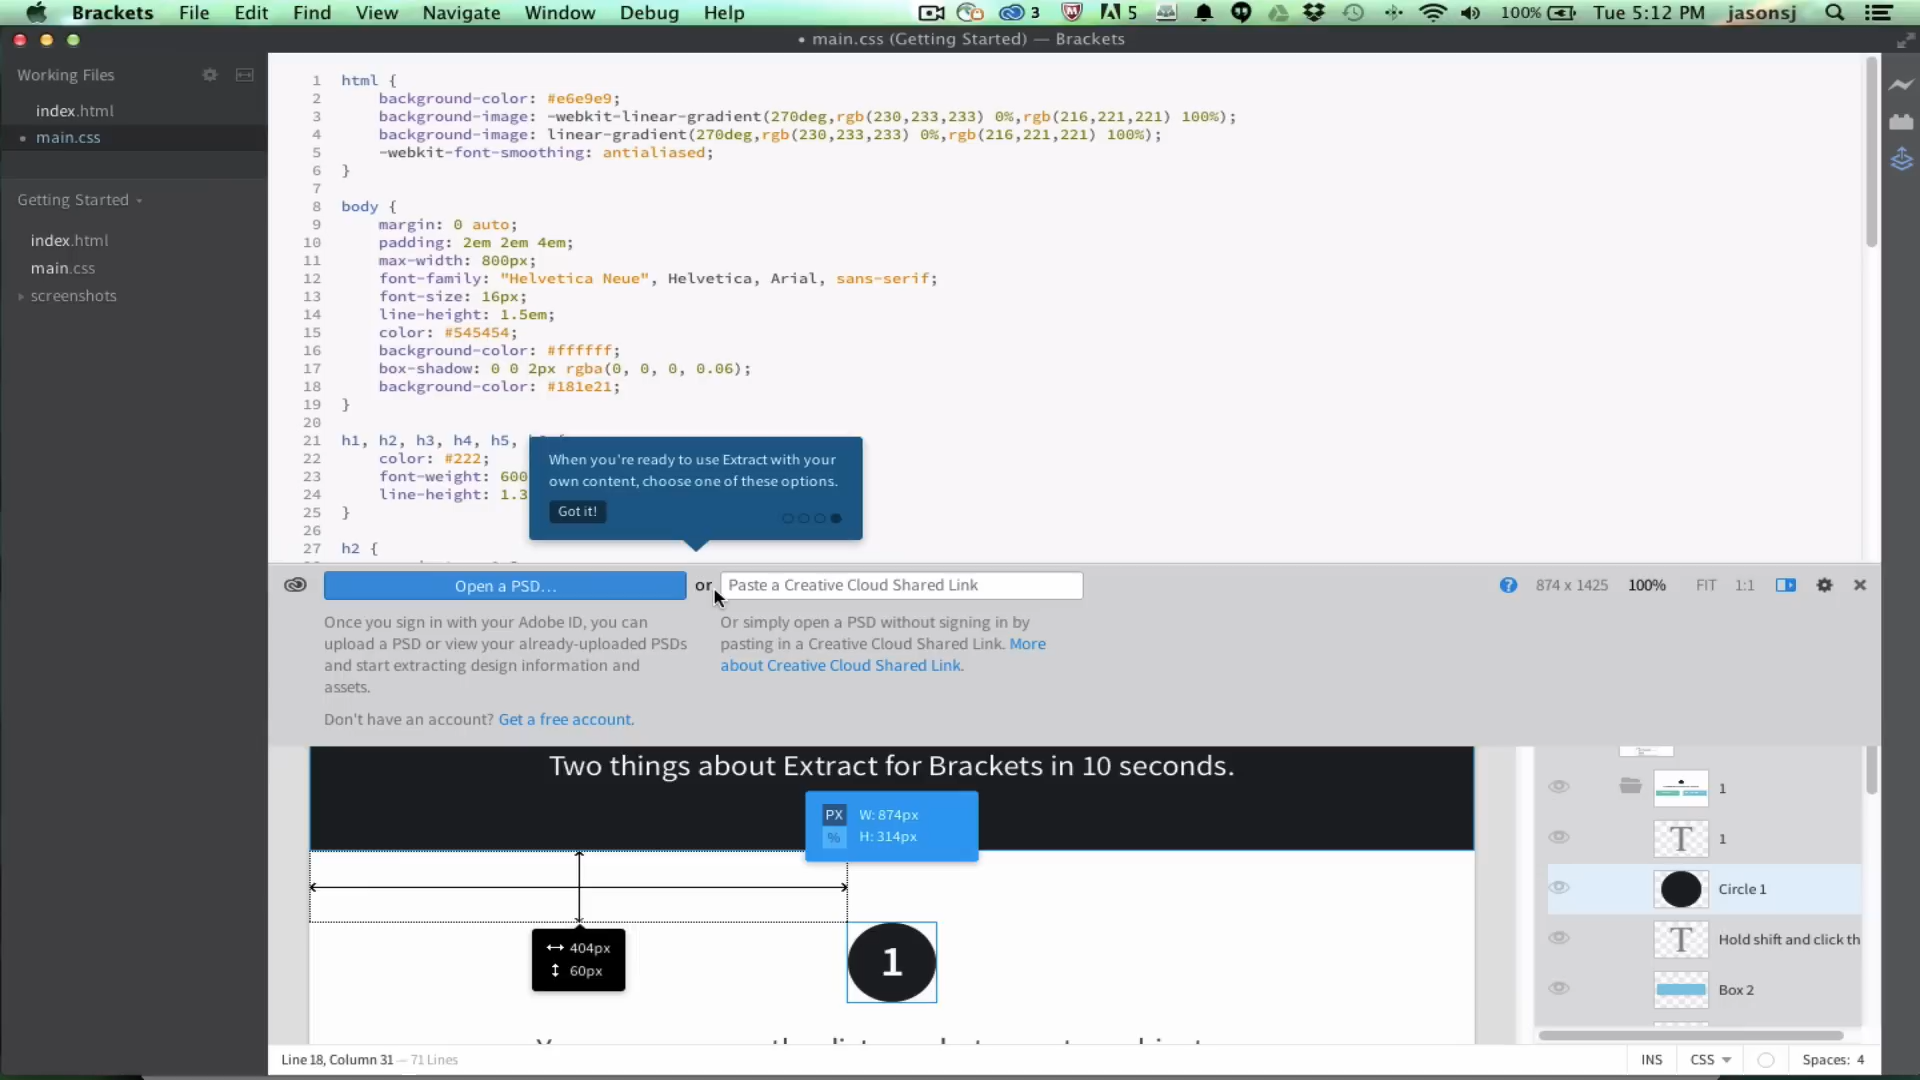 Brackets File Edit Find View Navigate Window Debug Help 3 5 100% Tue 5:12 PM jasonsj
• main.css (Getting Started) — Brackets
Working Files
index.html
• main.css
Getting Started
index.html
main.css
screenshots
1 html {
2 background-color: #e6e9e9;
3 background-image: -webkit-linear-gradient(270deg,rgb(230,233,233) 0%,rgb(216,221,221) 100%);
4 background-image: linear-gradient(270deg,rgb(230,233,233) 0%,rgb(216,221,221) 100%);
5 -webkit-font-smoothing: antialiased;
6 }
7
8 body {
9 margin: 0 auto;
10 padding: 2em 2em 4em;
11 max-width: 800px;
12 font-family: "Helvetica Neue", Helvetica, Arial, sans-serif;
13 font-size: 16px;
14 line-height: 1.5em;
15 color: #545454;
16 background-color: #ffffff;
17 box-shadow: 0 0 2px rgba(0, 0, 0, 0.06);
18 background-color: #181e21;
19 }
20
21 h1, h2, h3, h4, h5,
22 color: #222;
23 font-weight: 600
24 line-height: 1.3
25 }
26
27 h2 {
When you're ready to use Extract with your
own content, choose one of these options.
Got it!
Open a PSD...
or
Paste a Creative Cloud Shared Link
? 874 x 1425 100% FIT 1:1
Once you sign in with your Adobe ID, you can
upload a PSD or view your already-uploaded PSDs
and start extracting design information and
assets.
Don't have an account? Get a free account.
Or simply open a PSD without signing in by
pasting in a Creative Cloud Shared Link. More
about Creative Cloud Shared Link.
Two things about Extract for Brackets in 10 seconds.
PX W: 874px
% H: 314px
404px
60px
1
1
T 1
Circle 1
T Hold shift and click th
Box 2
Line 18, Column 31 — 71 Lines
INS CSS Spaces: 4